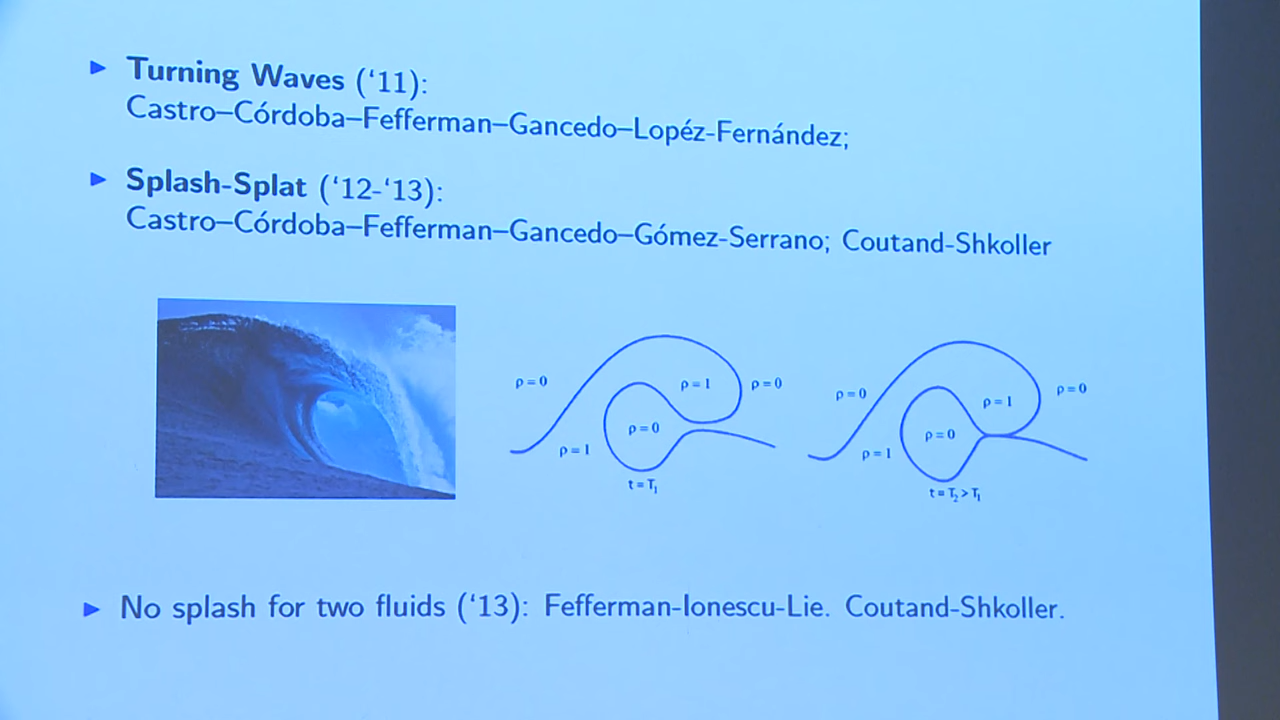 ▶ Turning Waves (‘11):
Castro–Córdoba–Fefferman–Gancedo–Lopéz-Fernández;
▶ Splash-Splat (‘12-‘13):
Castro–Córdoba–Fefferman–Gancedo–Gómez-Serrano; Coutand-Shkoller
ρ = 0
ρ = 1
ρ = 0
ρ = 0
ρ = 1
t = T₁
ρ = 0
ρ = 1
ρ = 0
ρ = 0
ρ = 1
t = T₂ > T₁
▶ No splash for two fluids (‘13): Fefferman-Ionescu-Lie. Coutand-Shkoller.